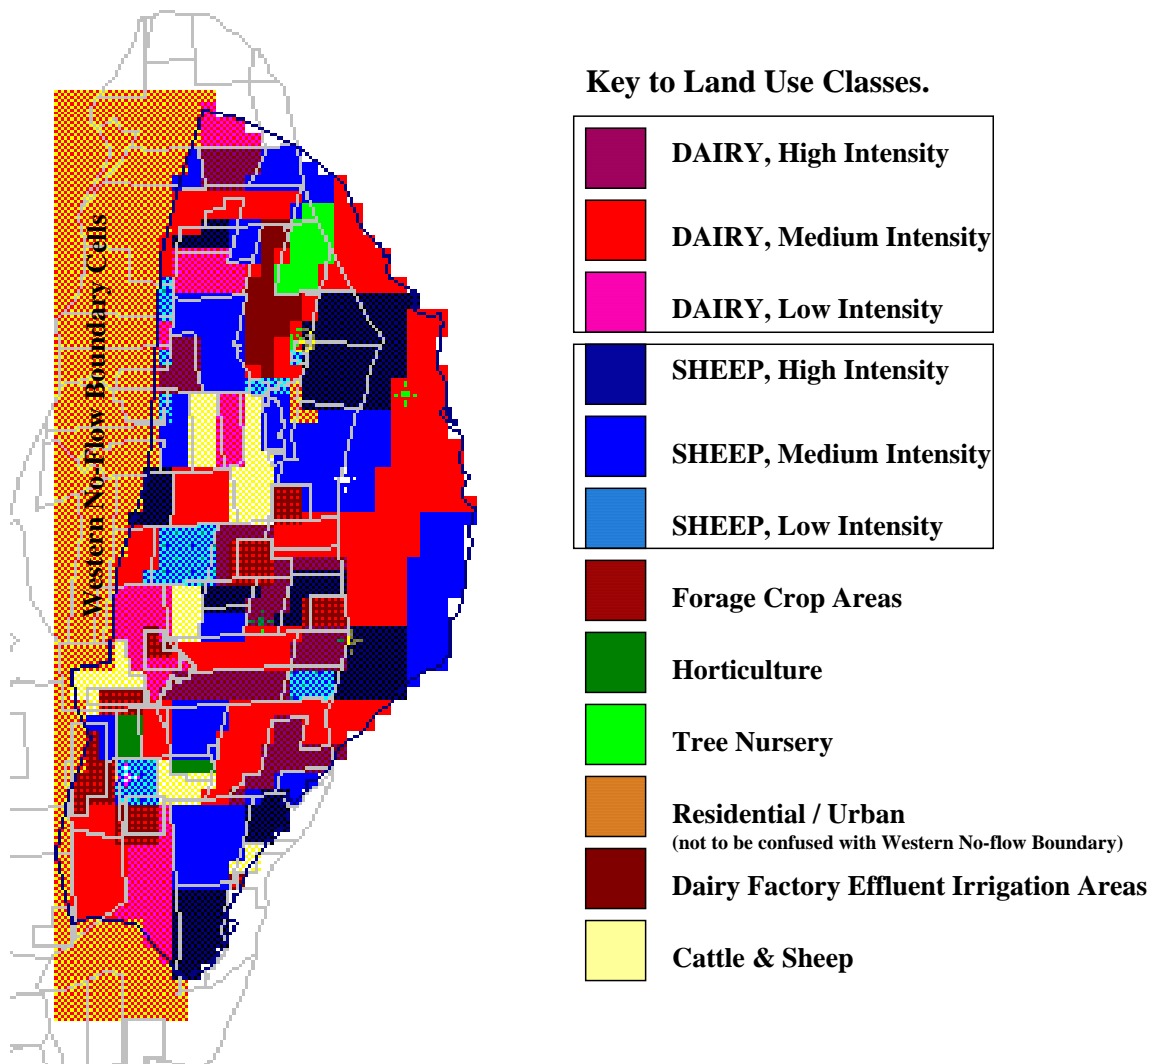 Key to Land Use Classes.
DAIRY, High Intensity
DAIRY, Medium Intensity
DAIRY, Low Intensity
SHEEP, High Intensity
SHEEP, Medium Intensity
SHEEP, Low Intensity
Forage Crop Areas
Horticulture
Tree Nursery
Residential / Urban
(not to be confused with Western No-flow Boundary)
Dairy Factory Effluent Irrigation Areas
Cattle & Sheep
Western No-Flow Boundary Cells